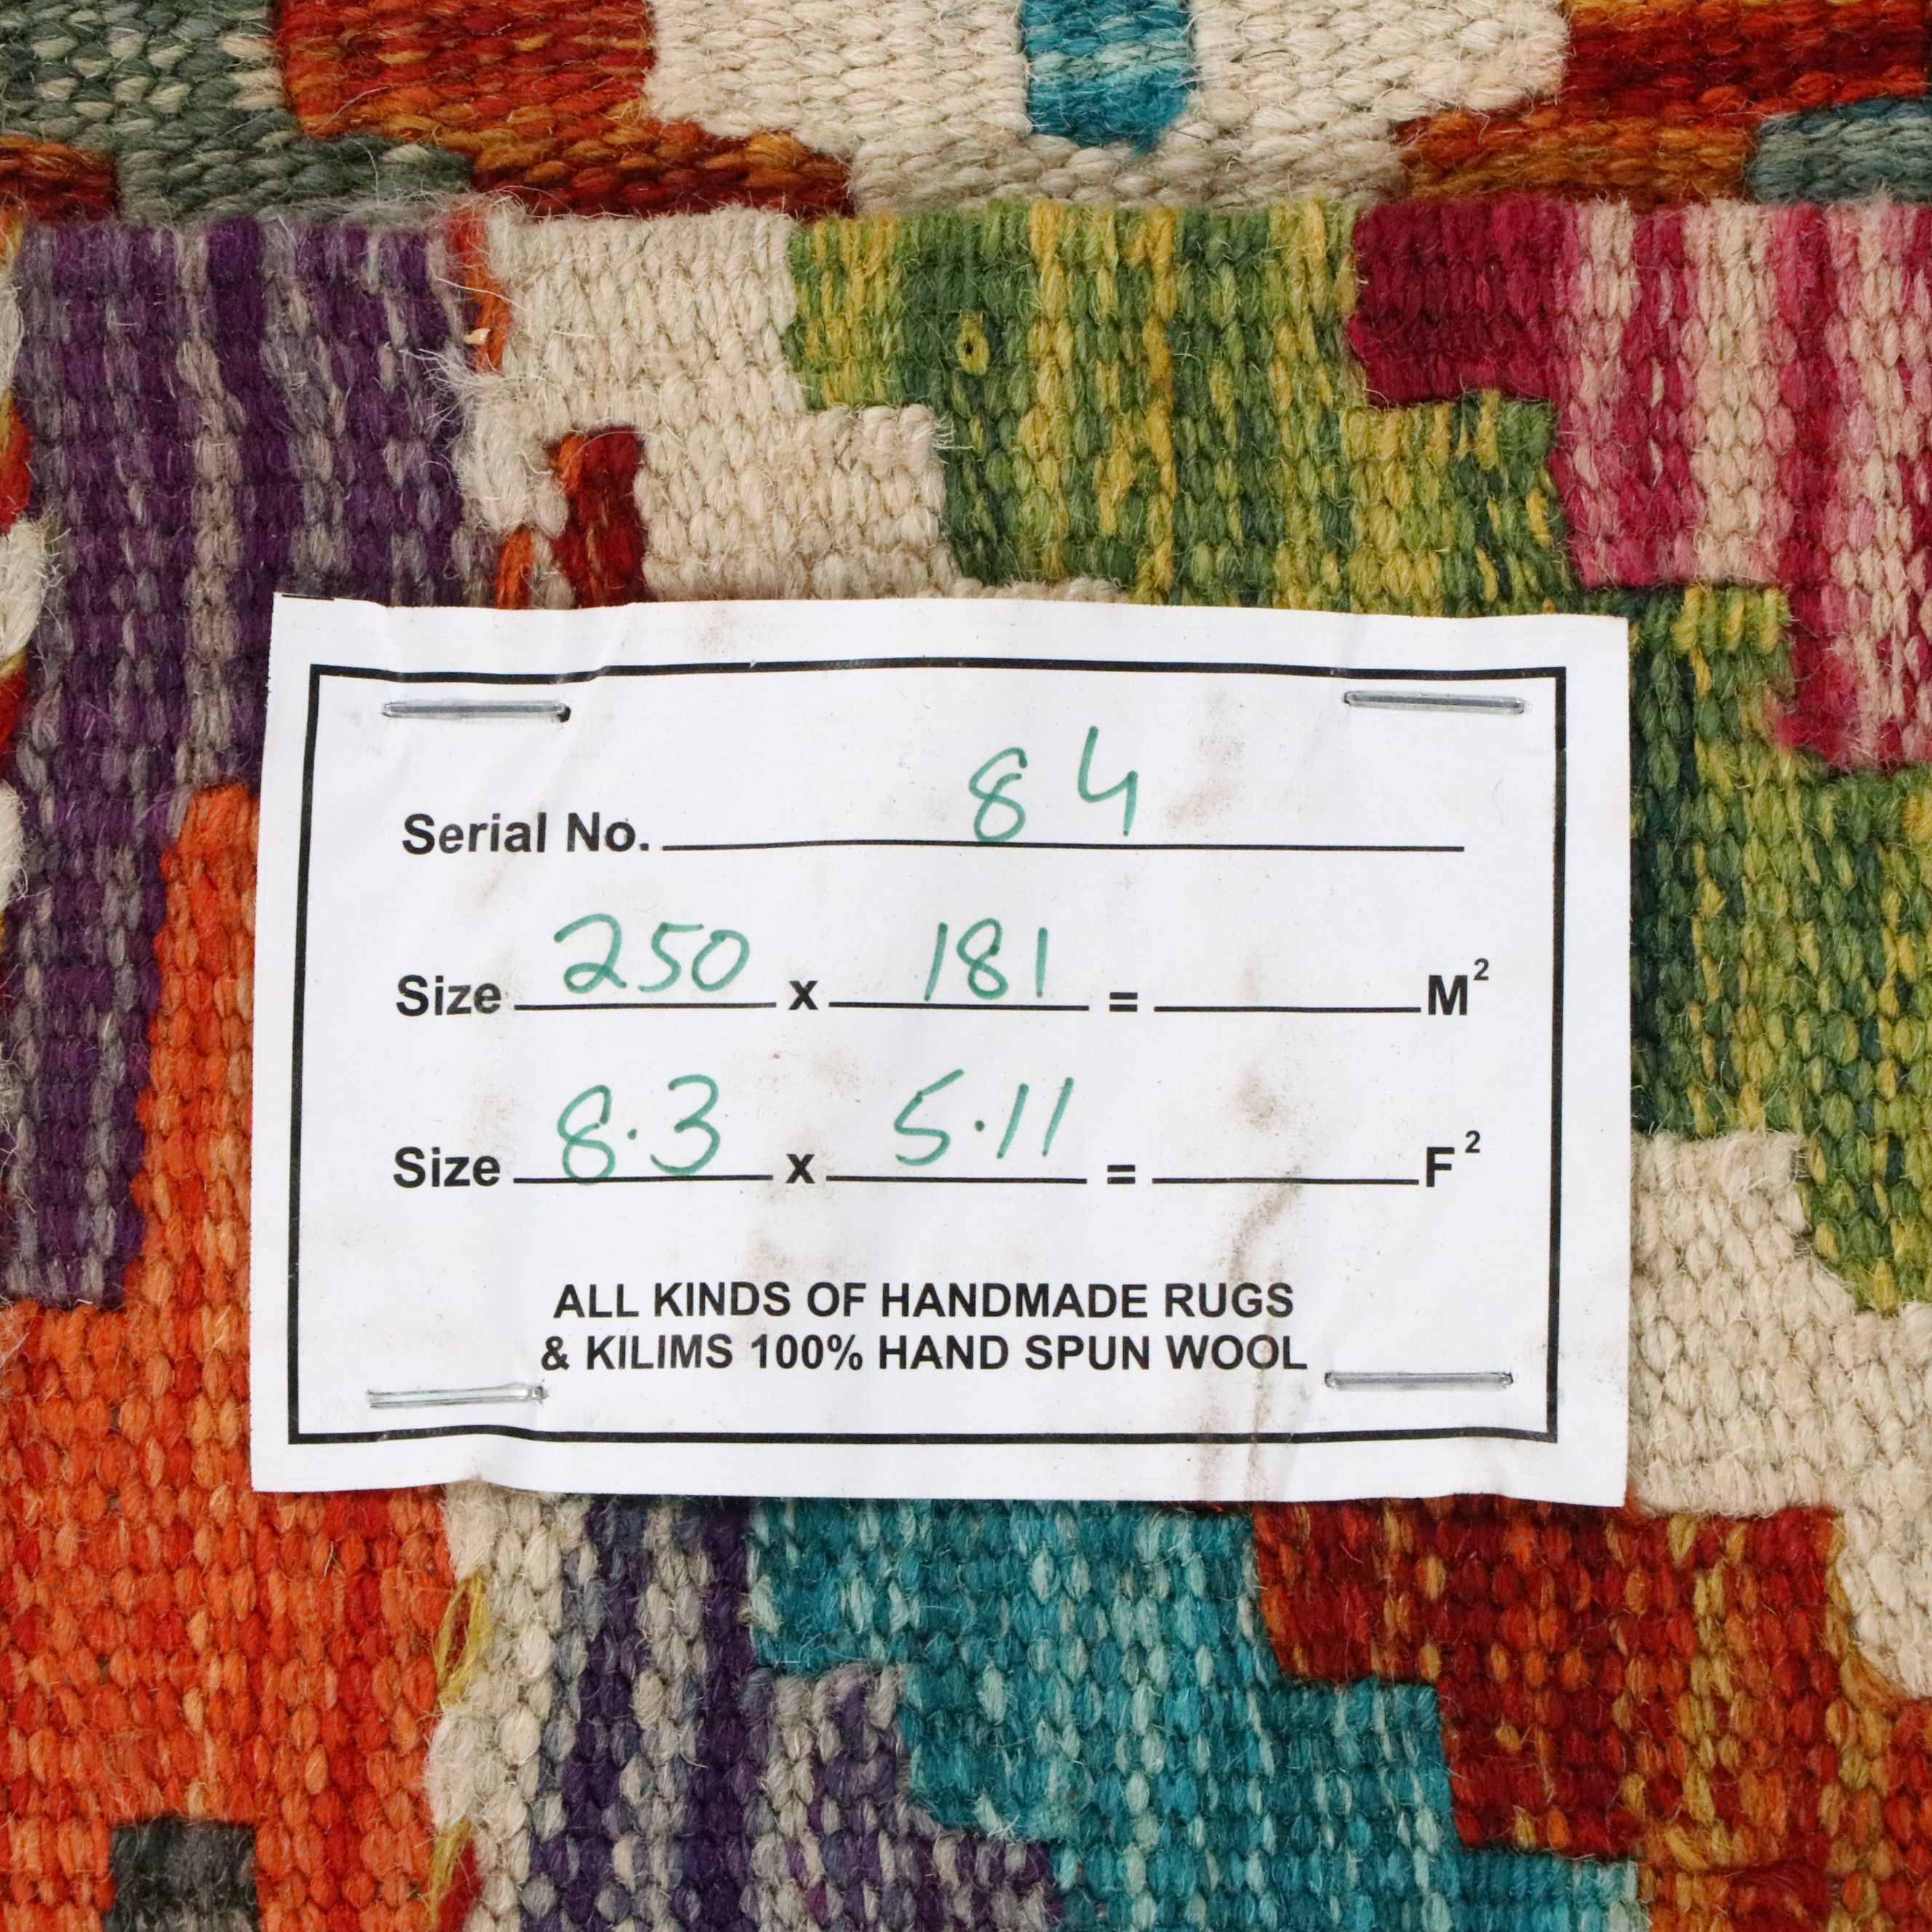 Serial No. 84
Size 250 x 181 = M²
Size 8.3 x 5.11 = F²
ALL KINDS OF HANDMADE RUGS
& KILIMS 100% HAND SPUN WOOL